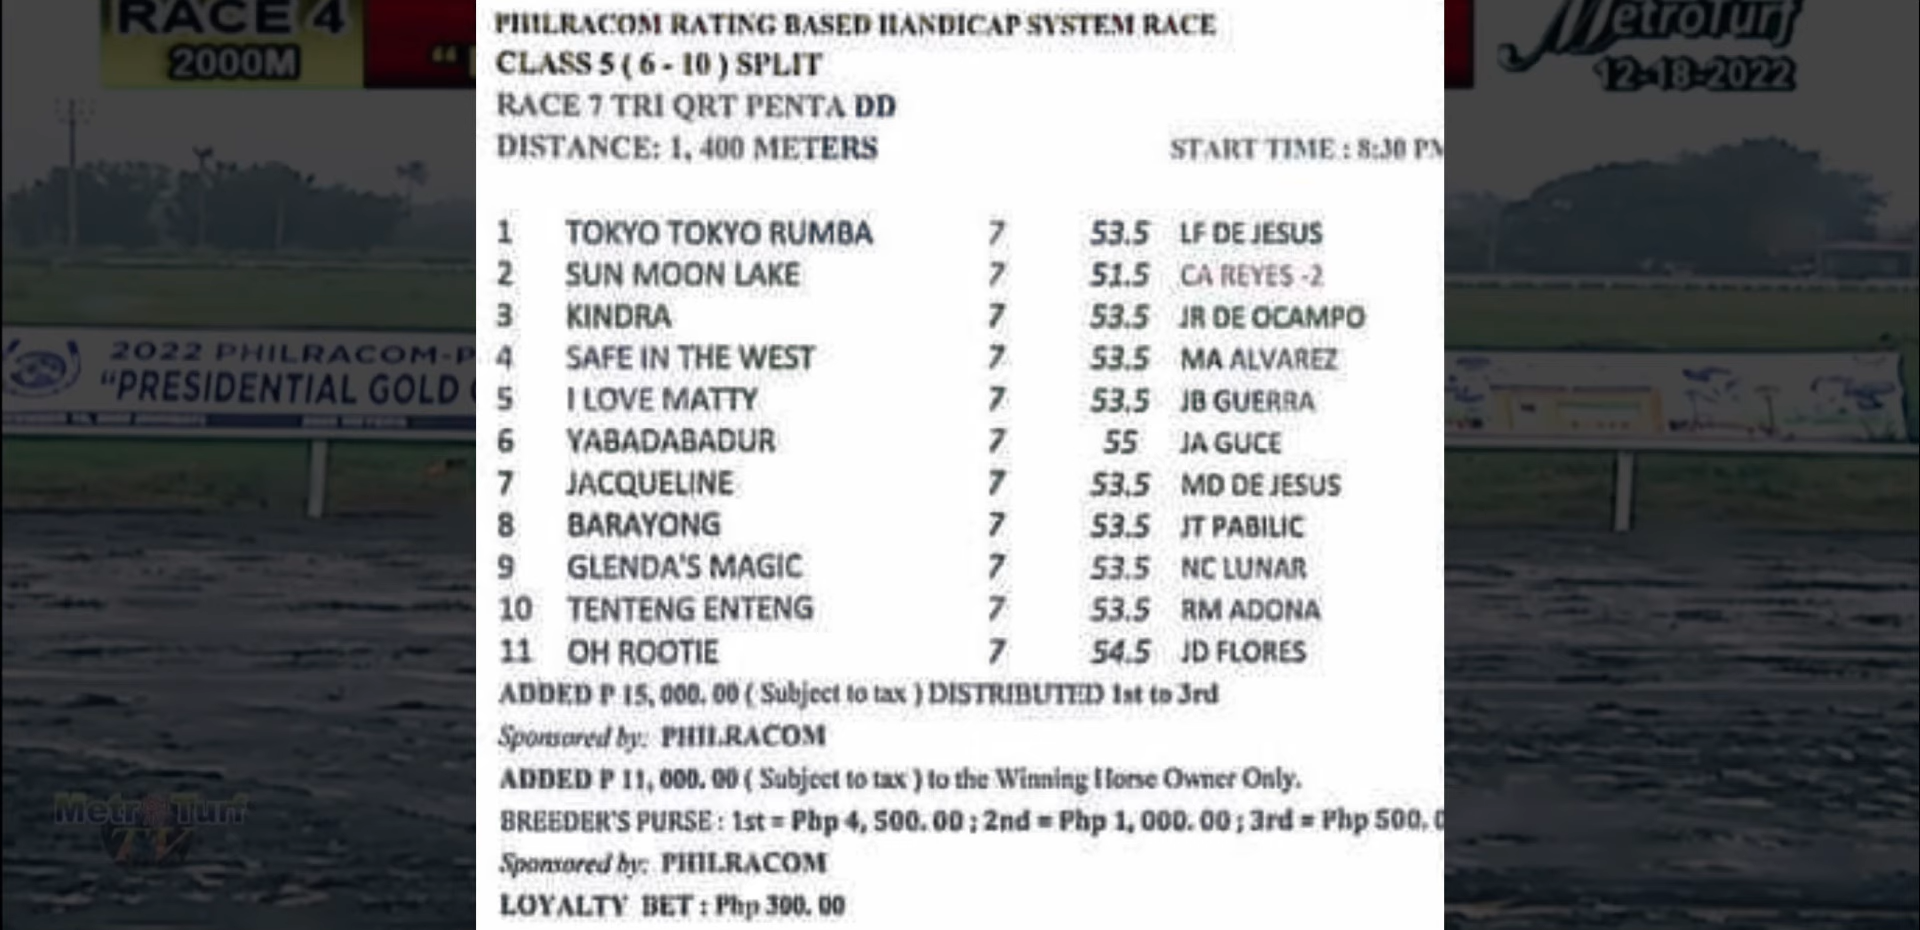 RACE 4
2000M
MetroTurf
12-18-2022
2022 PHILRACOM-P
"PRESIDENTIAL GOLD
MetroTurf
TV
PHILRACOM RATING BASED HANDICAP SYSTEM RACE
CLASS 5 ( 6 - 10 ) SPLIT
RACE 7 TRI QRT PENTA DD
DISTANCE: 1, 400 METERS START TIME : 8:30 PM
1 TOKYO TOKYO RUMBA 7 53.5 LF DE JESUS
2 SUN MOON LAKE 7 51.5 CA REYES -2
3 KINDRA 7 53.5 JR DE OCAMPO
4 SAFE IN THE WEST 7 53.5 MA ALVAREZ
5 I LOVE MATTY 7 53.5 JB GUERRA
6 YABADABADUR 7 55 JA GUCE
7 JACQUELINE 7 53.5 MD DE JESUS
8 BARAYONG 7 53.5 JT PABILIC
9 GLENDA'S MAGIC 7 53.5 NC LUNAR
10 TENTENG ENTENG 7 53.5 RM ADONA
11 OH ROOTIE 7 54.5 JD FLORES
ADDED P 15, 000. 00 ( Subject to tax ) DISTRIBUTED 1st to 3rd
Sponsored by: PHILRACOM
ADDED P 11, 000. 00 ( Subject to tax ) to the Winning Horse Owner Only.
BREEDER'S PURSE : 1st = Php 4, 500. 00 ; 2nd = Php 1, 000. 00 ; 3rd = Php 500. 0
Sponsored by: PHILRACOM
LOYALTY BET : Php 300. 00